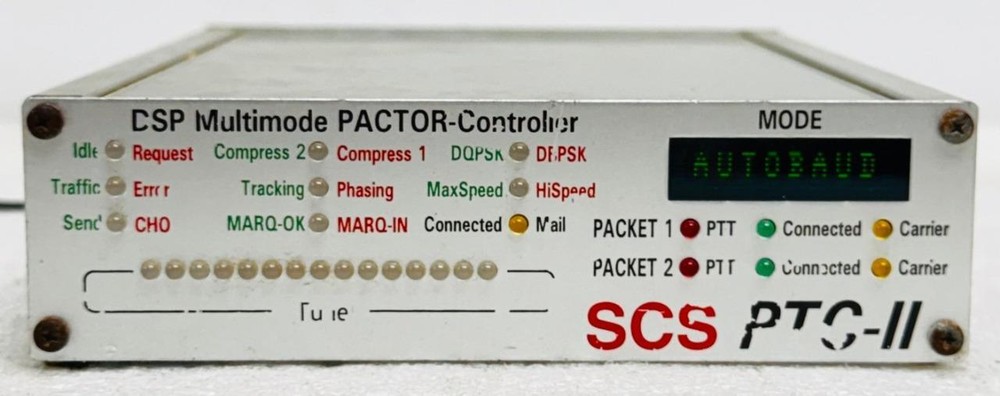 DSP Multimode PACTOR-Controller
MODE
Idle Request Compress 2 Compress 1 DQPSK DBPSK
AUTOBAUD
Traffic Error Tracking Phasing MaxSpeed HiSpeed
Send CHO MARQ-OK MARQ-IN Connected Mail
PACKET 1 PTT Connected Carrier
PACKET 2 PTT Connected Carrier
Tune
SCS PTC-II